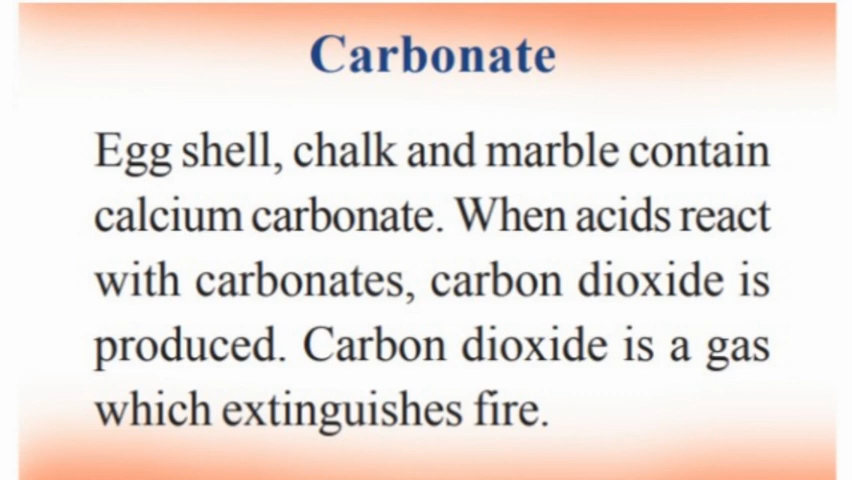 Carbonate
Egg shell, chalk and marble contain
calcium carbonate. When acids react
with carbonates, carbon dioxide is
produced. Carbon dioxide is a gas
which extinguishes fire.